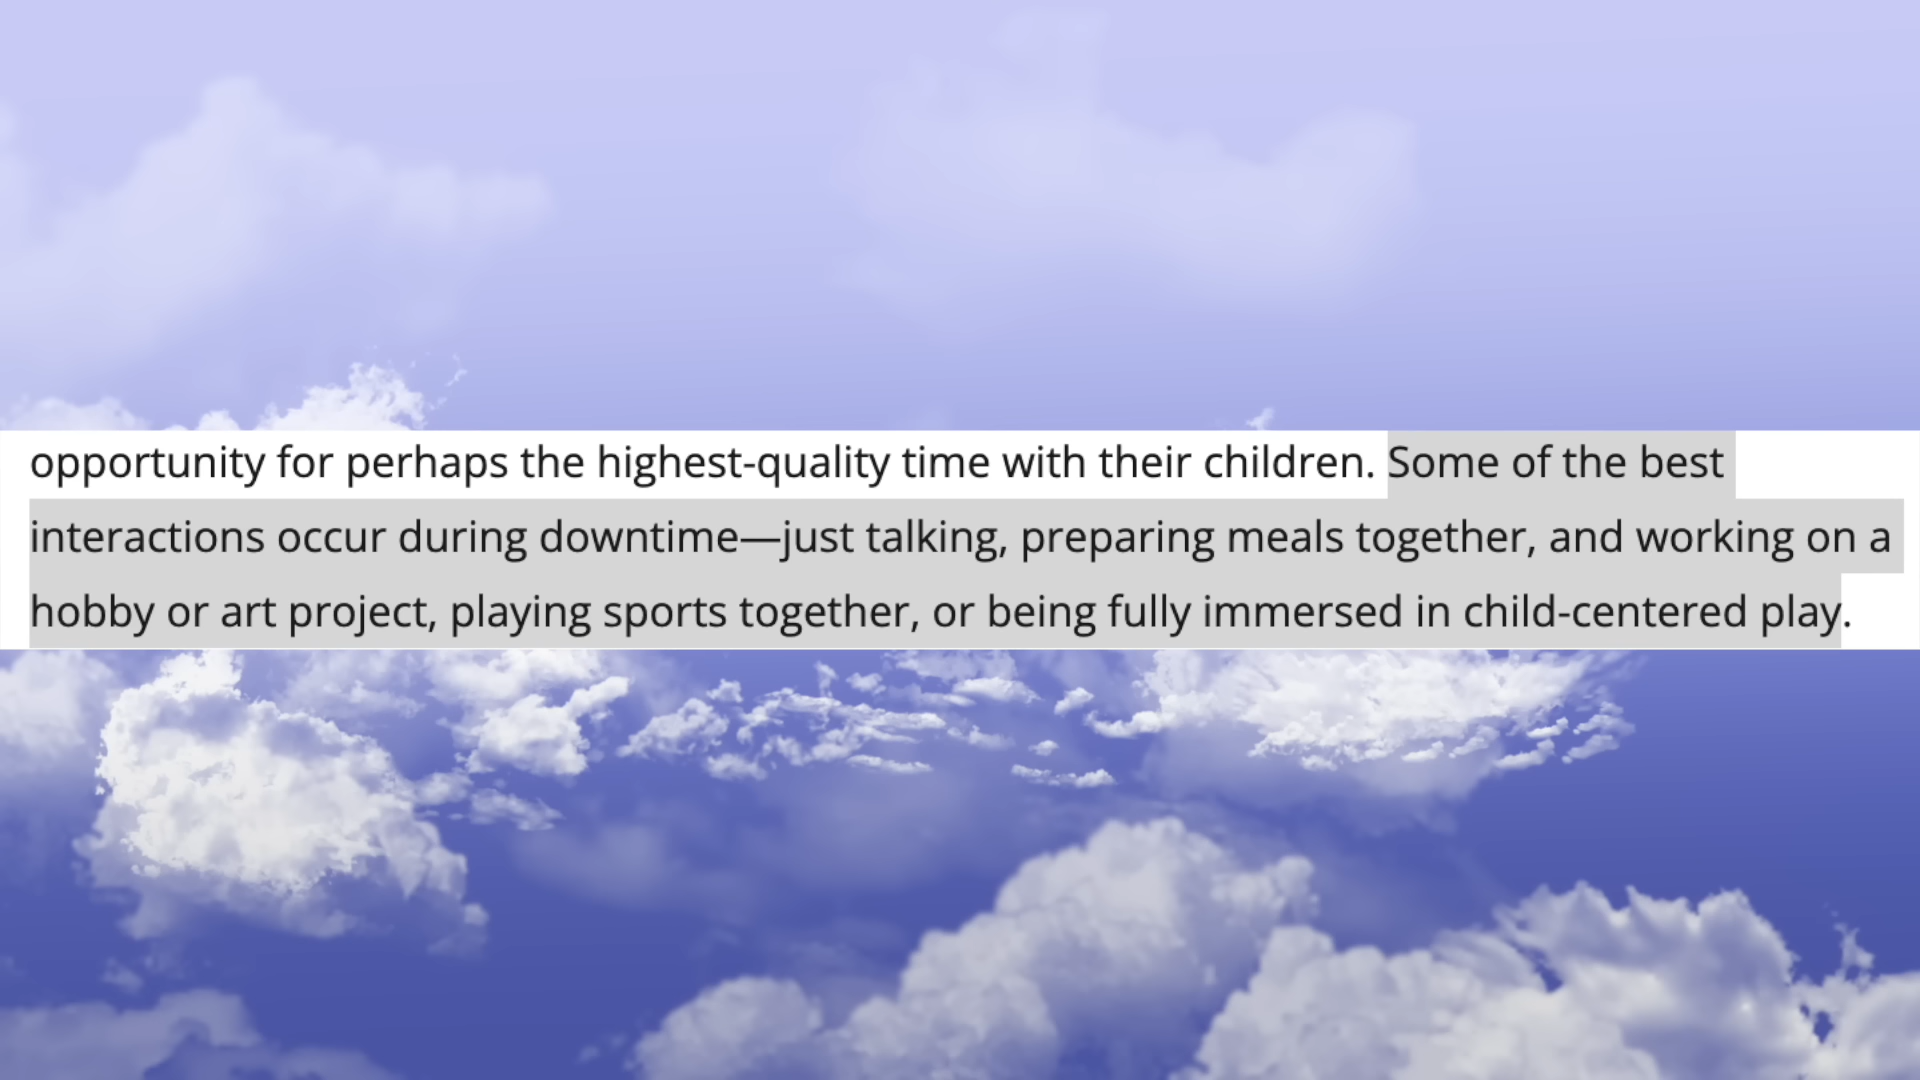 opportunity for perhaps the highest-quality time with their children. Some of the best
interactions occur during downtime—just talking, preparing meals together, and working on a
hobby or art project, playing sports together, or being fully immersed in child-centered play.